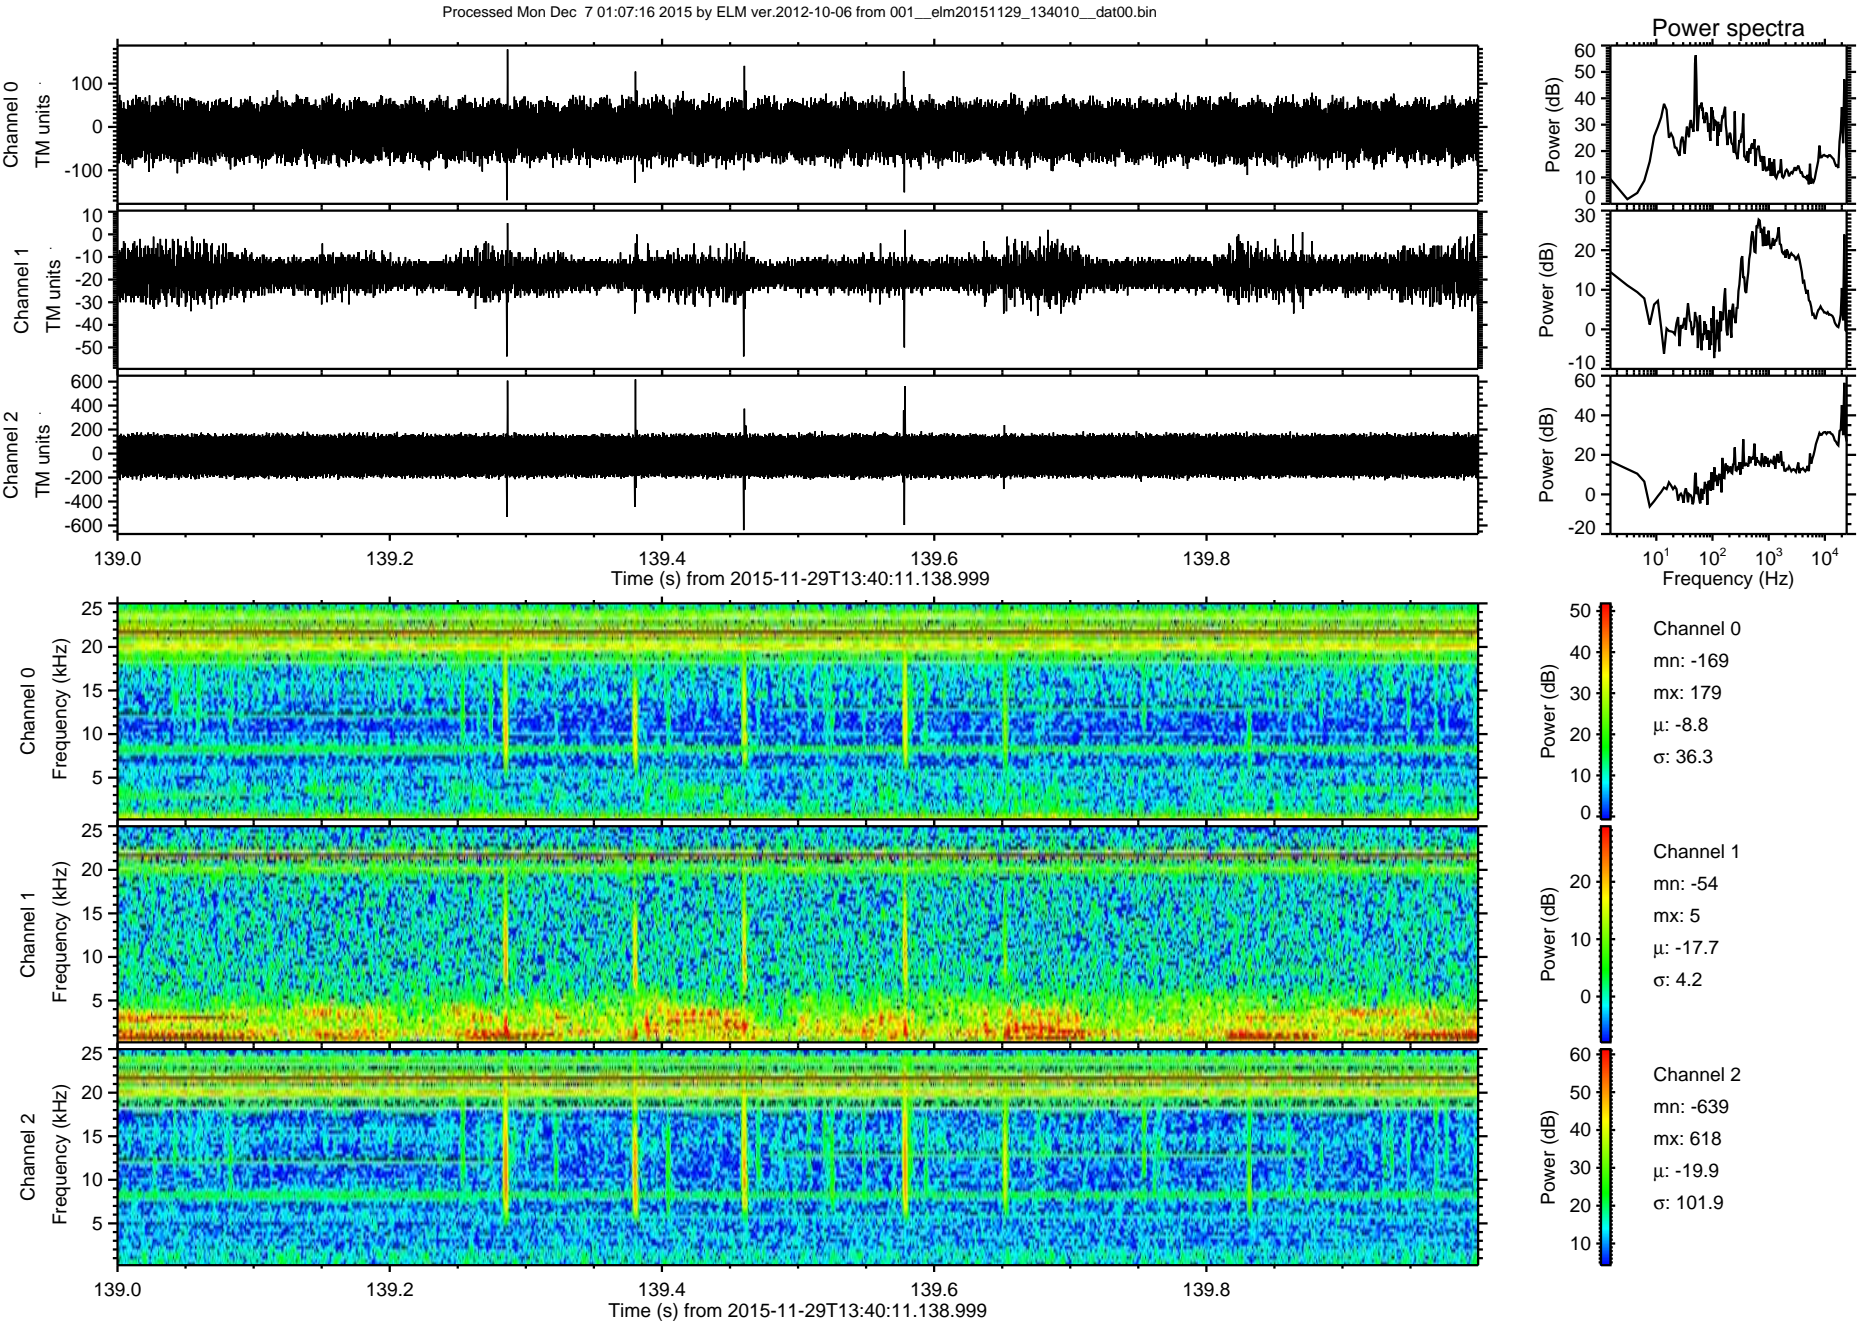 Processed Mon Dec  7 01:07:16 2015 by ELM ver.2012-10-06 from 001__elm20151129_134010__dat00.bin
Power spectra
Channel 0
TM units
100
0
-100
Power (dB)
60
50
40
30
20
10
0
Channel 1
TM units
10
0
-10
-20
-30
-40
-50
Power (dB)
30
20
10
0
-10
Channel 2
TM units
600
400
200
0
-200
-400
-600
Power (dB)
60
40
20
0
-20
139.0
139.2
139.4
139.6
139.8
Time (s) from 2015-11-29T13:40:11.138.999
10^1
10^2
10^3
10^4
Frequency (Hz)
Channel 0
Frequency (kHz)
25
20
15
10
5
Power (dB)
50
40
30
20
10
0
Channel 0
mn: -169
mx: 179
μ: -8.8
σ: 36.3
Channel 1
Frequency (kHz)
25
20
15
10
5
Power (dB)
20
10
0
Channel 1
mn: -54
mx: 5
μ: -17.7
σ: 4.2
Channel 2
Frequency (kHz)
25
20
15
10
5
Power (dB)
60
50
40
30
20
10
Channel 2
mn: -639
mx: 618
μ: -19.9
σ: 101.9
139.0
139.2
139.4
139.6
139.8
Time (s) from 2015-11-29T13:40:11.138.999